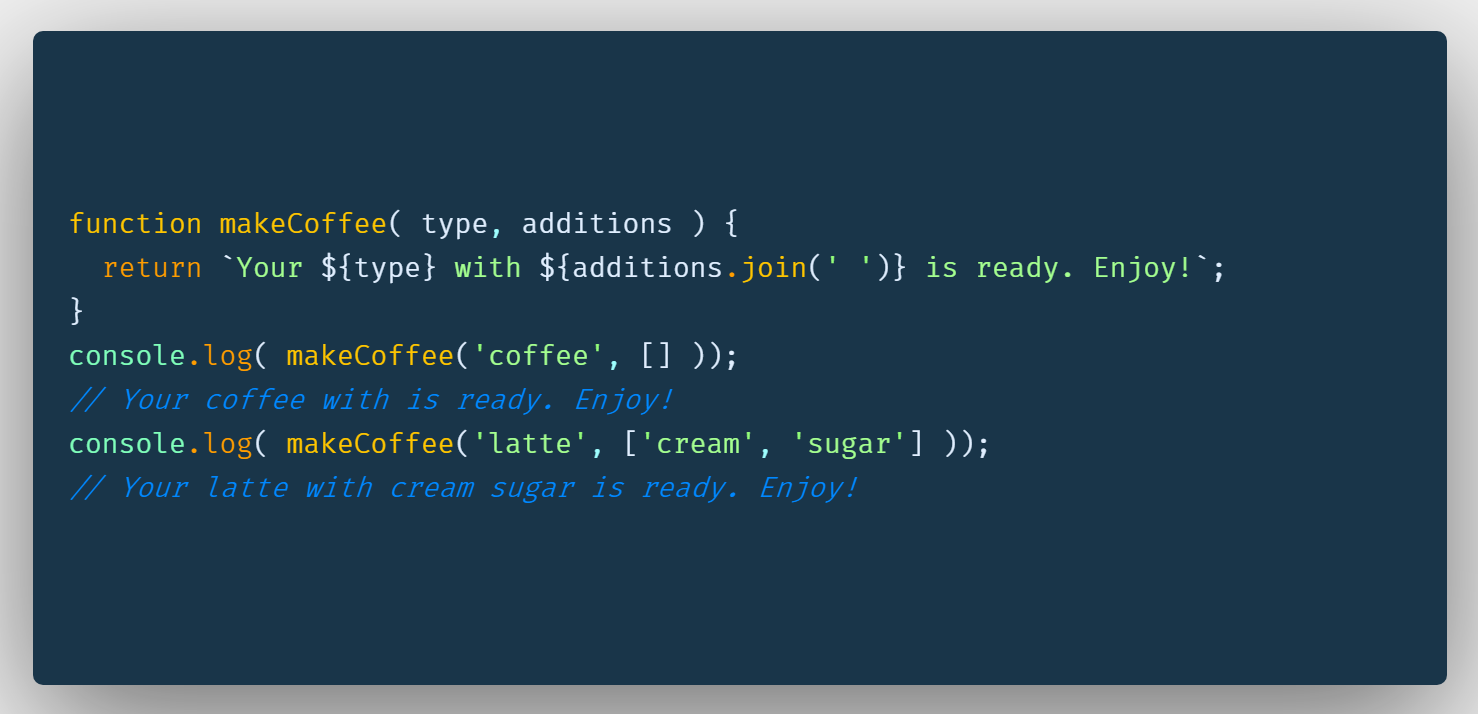 function makeCoffee( type, additions ) {
  return `Your ${type} with ${additions.join(' ')} is ready. Enjoy!`;
}
console.log( makeCoffee('coffee', [] ));
// Your coffee with is ready. Enjoy!
console.log( makeCoffee('latte', ['cream', 'sugar'] ));
// Your latte with cream sugar is ready. Enjoy!